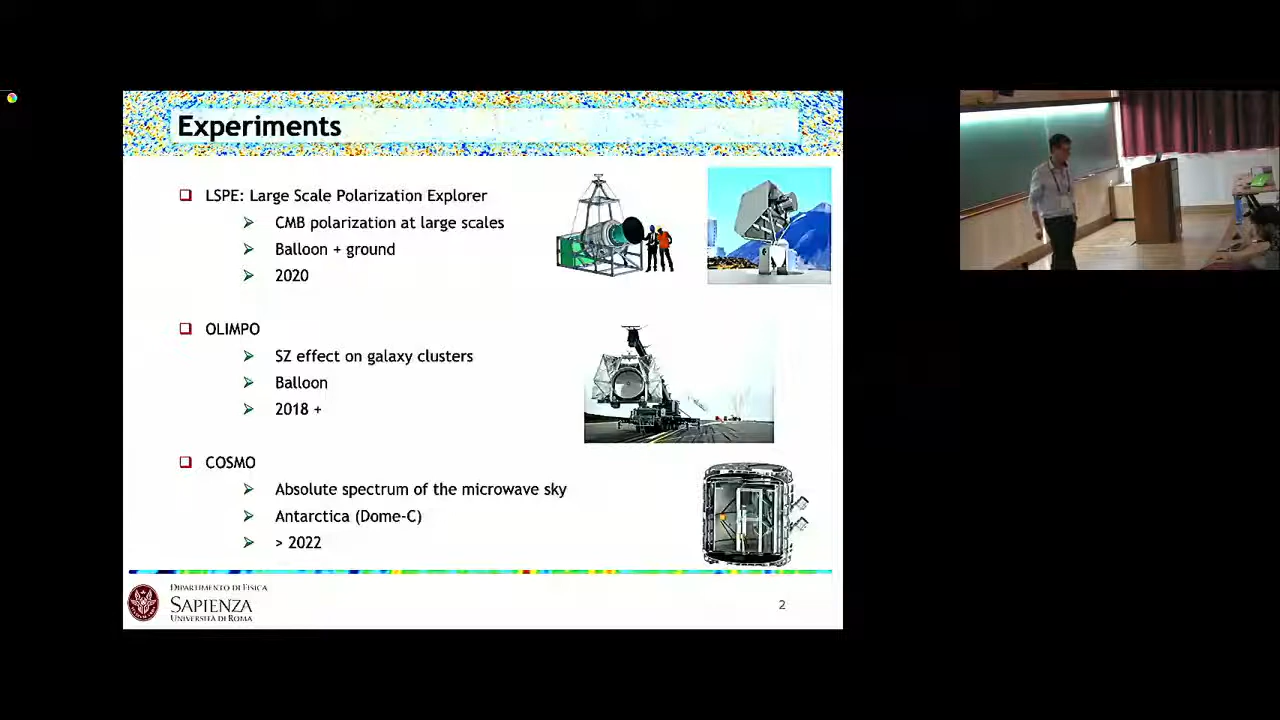 Experiments
LSPE: Large Scale Polarization Explorer
CMB polarization at large scales
Balloon + ground
2020
OLIMPO
SZ effect on galaxy clusters
Balloon
2018 +
COSMO
Absolute spectrum of the microwave sky
Antarctica (Dome-C)
> 2022
DIPARTIMENTO DI FISICA
SAPIENZA
UNIVERSITÀ DI ROMA
2